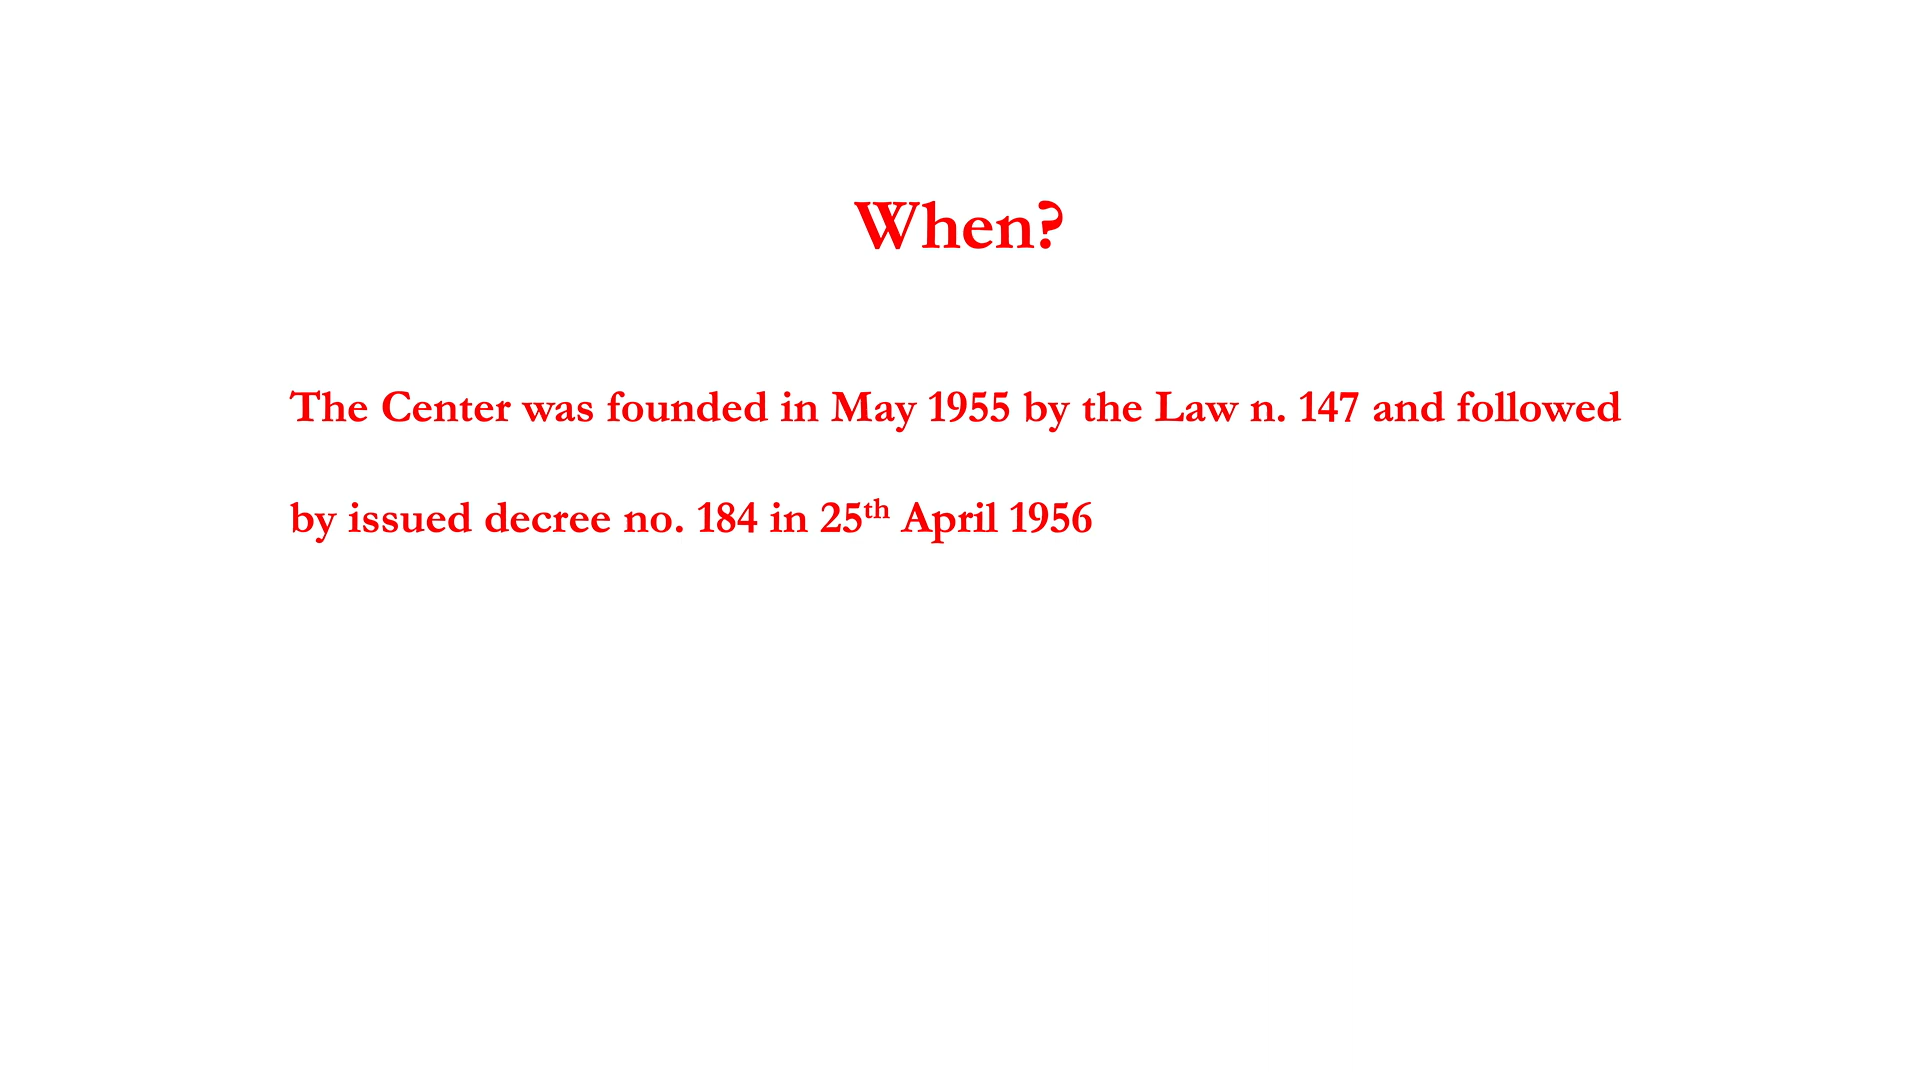 When?
The Center was founded in May 1955 by the Law n. 147 and followed
by issued decree no. 184 in 25th April 1956